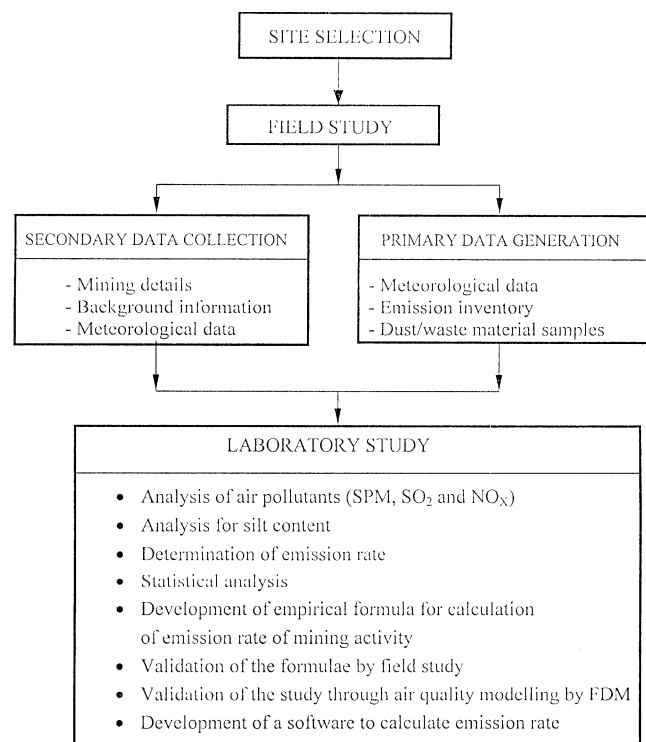 SITE SELECTION
FIELD STUDY
SECONDARY DATA COLLECTION
- Mining details
- Background information
- Meteorological data
PRIMARY DATA GENERATION
- Meteorological data
- Emission inventory
- Dust/waste material samples
LABORATORY STUDY
• Analysis of air pollutants (SPM, SO₂ and NOₓ)
• Analysis for silt content
• Determination of emission rate
• Statistical analysis
• Development of empirical formula for calculation
of emission rate of mining activity
• Validation of the formulae by field study
• Validation of the study through air quality modelling by FDM
• Development of a software to calculate emission rate